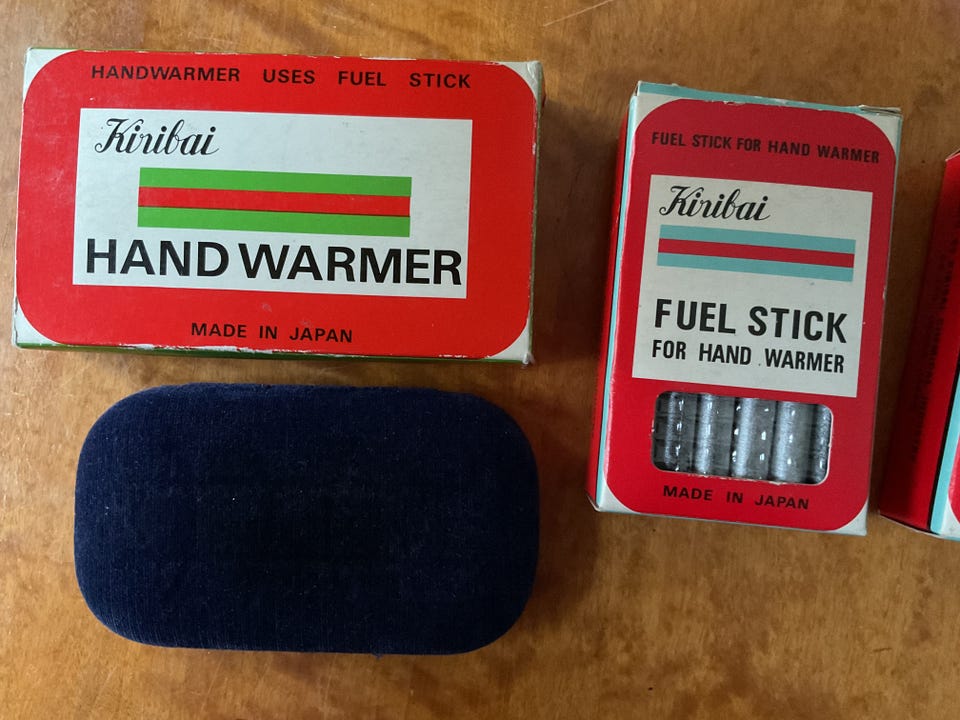 HANDWARMER USES FUEL STICK
Kiribai
HAND WARMER
MADE IN JAPAN
FUEL STICK FOR HAND WARMER
Kiribai
FUEL STICK
FOR HAND WARMER
MADE IN JAPAN